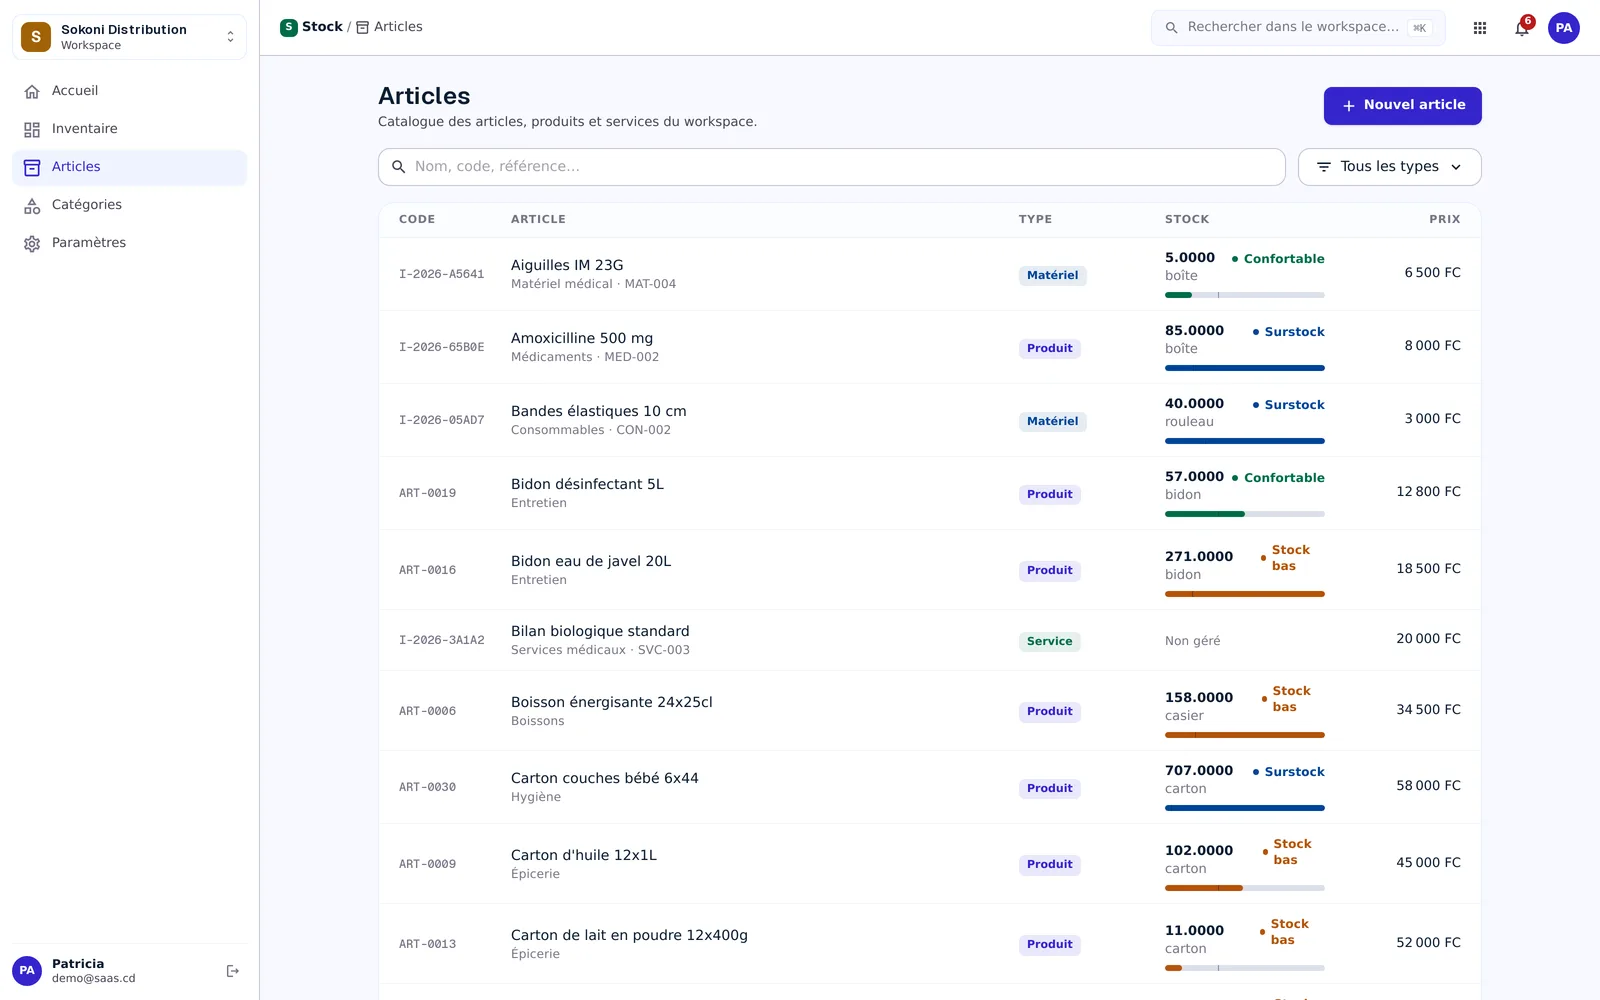 S
Sokoni Distribution
Workspace
Accueil
Inventaire
Articles
Catégories
Paramètres
PA
Patricia
demo@saas.cd
S Stock / Articles
Rechercher dans le workspace... ⌘K
6
PA
Articles
Catalogue des articles, produits et services du workspace.
+ Nouvel article
Nom, code, référence...
Tous les types
CODE ARTICLE TYPE STOCK PRIX
I-2026-A5641 Aiguilles IM 23G Matériel 5.0000 Confortable 6 500 FC
Matériel médical · MAT-004 boîte
I-2026-65B0E Amoxicilline 500 mg Produit 85.0000 Surstock 8 000 FC
Médicaments · MED-002 boîte
I-2026-05AD7 Bandes élastiques 10 cm Matériel 40.0000 Surstock 3 000 FC
Consommables · CON-002 rouleau
ART-0019 Bidon désinfectant 5L Produit 57.0000 Confortable 12 800 FC
Entretien bidon
ART-0016 Bidon eau de javel 20L Produit 271.0000 Stock bas 18 500 FC
Entretien bidon
I-2026-3A1A2 Bilan biologique standard Service Non géré 20 000 FC
Services médicaux · SVC-003
ART-0006 Boisson énergisante 24x25cl Produit 158.0000 Stock bas 34 500 FC
Boissons casier
ART-0030 Carton couches bébé 6x44 Produit 707.0000 Surstock 58 000 FC
Hygiène carton
ART-0009 Carton d'huile 12x1L Produit 102.0000 Stock bas 45 000 FC
Épicerie carton
ART-0013 Carton de lait en poudre 12x400g Produit 11.0000 Stock bas 52 000 FC
Épicerie carton